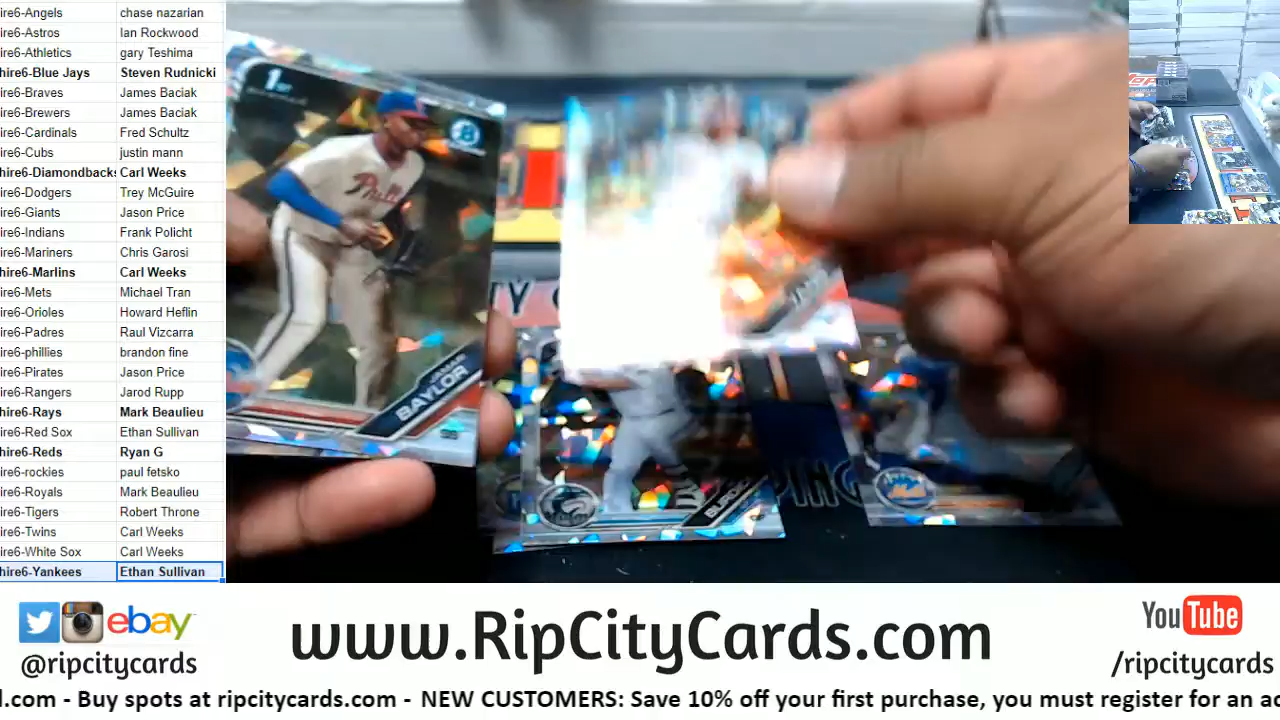 ire6-Angels chase nazarian
ire6-Astros Ian Rockwood
ire6-Athletics gary Teshima
hire6-Blue Jays Steven Rudnicki
ire6-Braves James Baciak
ire6-Brewers James Baciak
ire6-Cardinals Fred Schultz
ire6-Cubs justin mann
hire6-Diamondbacks Carl Weeks
ire6-Dodgers Trey McGuire
ire6-Giants Jason Price
ire6-Indians Frank Policht
ire6-Mariners Chris Garosi
hire6-Marlins Carl Weeks
ire6-Mets Michael Tran
ire6-Orioles Howard Heflin
ire6-Padres Raul Vizcarra
ire6-phillies brandon fine
ire6-Pirates Jason Price
ire6-Rangers Jarod Rupp
hire6-Rays Mark Beaulieu
ire6-Red Sox Ethan Sullivan
hire6-Reds Ryan G
ire6-rockies paul fetsko
ire6-Royals Mark Beaulieu
ire6-Tigers Robert Throne
ire6-Twins Carl Weeks
ire6-White Sox Carl Weeks
hire6-Yankees Ethan Sullivan
1ST
Phillies
BAYLOR
PING
ebay
@ripcitycards
www.RipCityCards.com
YouTube
/ripcitycards
l.com - Buy spots at ripcitycards.com - NEW CUSTOMERS: Save 10% off your first purchase, you must register for an ac